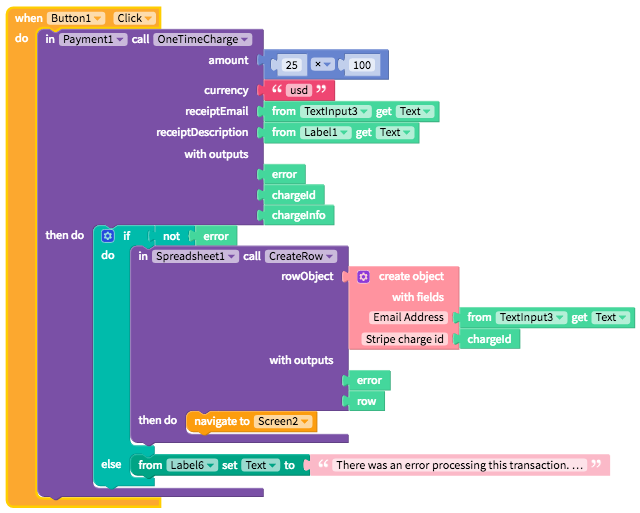 when Button1 Click
do in Payment1 call OneTimeCharge
amount 25 × 100
currency “ usd ”
receiptEmail from TextInput3 get Text
receiptDescription from Label1 get Text
with outputs
error
chargeId
chargeInfo
then do if not error
do in Spreadsheet1 call CreateRow
rowObject create object
with fields
Email Address from TextInput3 get Text
Stripe charge id chargeId
with outputs
error
row
then do navigate to Screen2
else from Label6 set Text to “ There was an error processing this transaction. ... ”